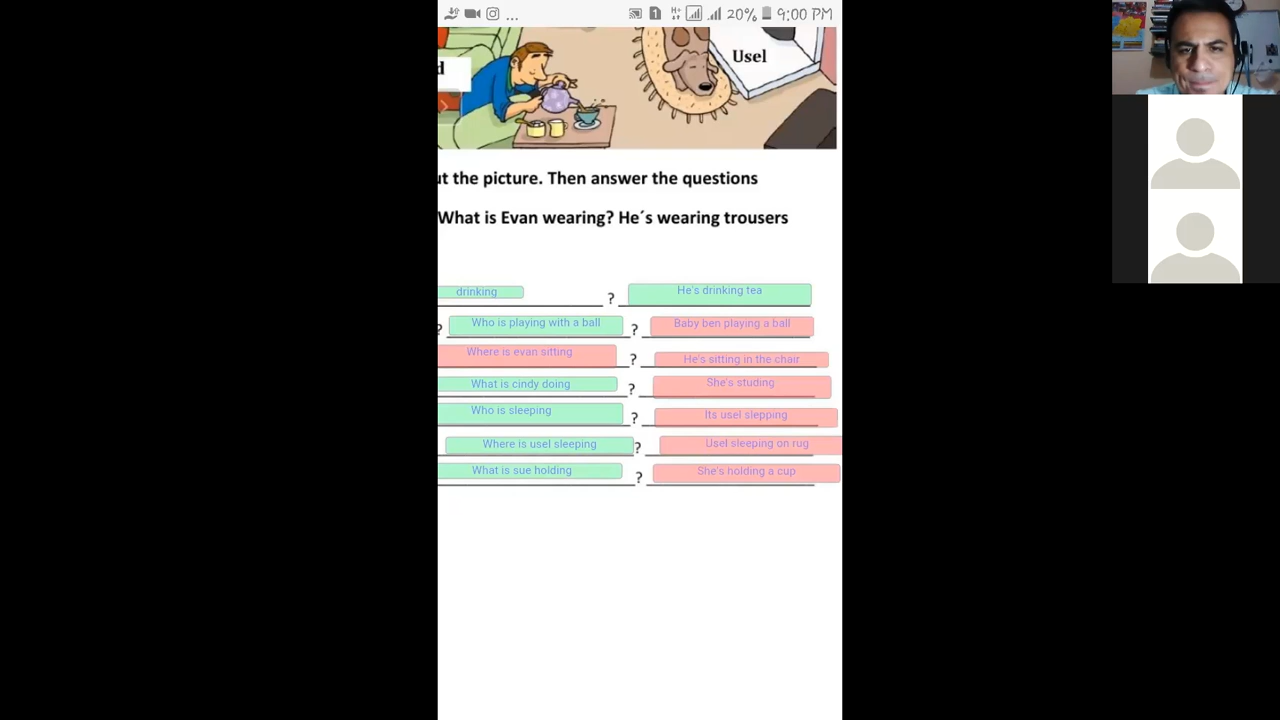 ... 20% 9:00 PM
Usel
d
ut the picture. Then answer the questions
What is Evan wearing? He´s wearing trousers
drinking ? He's drinking tea
? Who is playing with a ball ? Baby ben playing a ball
Where is evan sitting ? He's sitting in the chair
What is cindy doing ? She's studing
Who is sleeping ? Its usel slepping
Where is usel sleeping ? Usel sleeping on rug
What is sue holding ? She's holding a cup